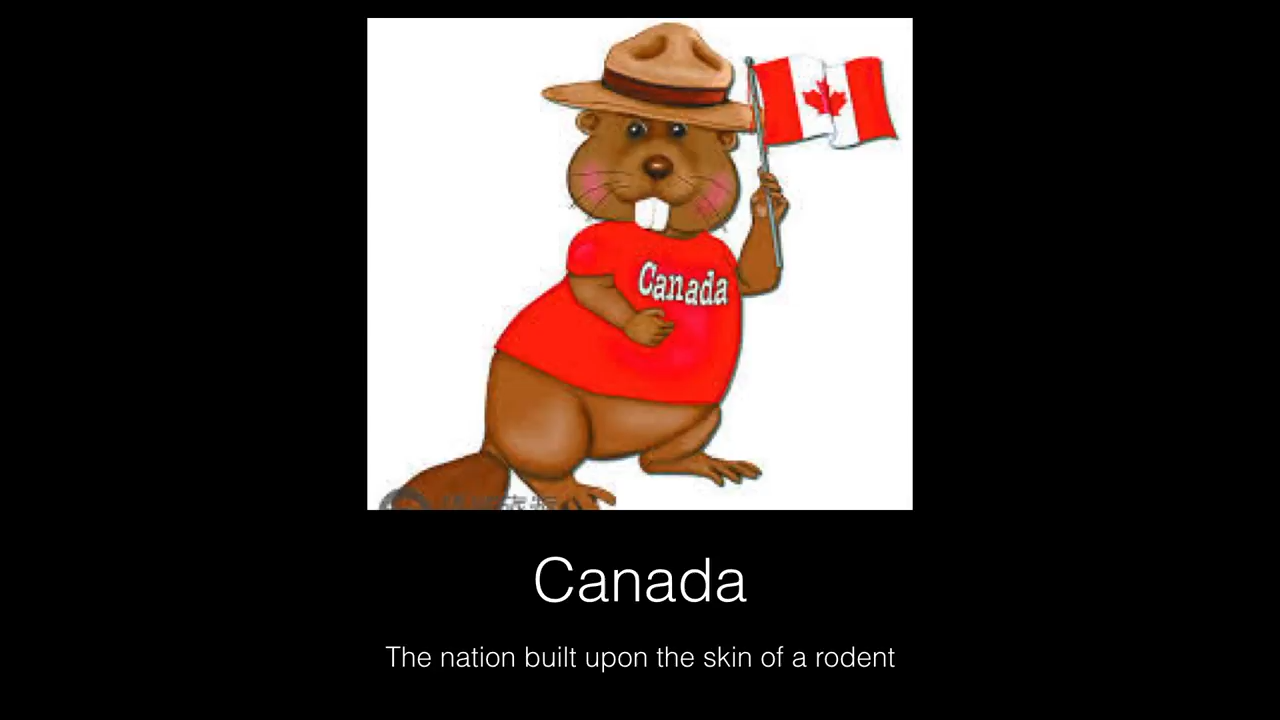 Canada
Canada
The nation built upon the skin of a rodent